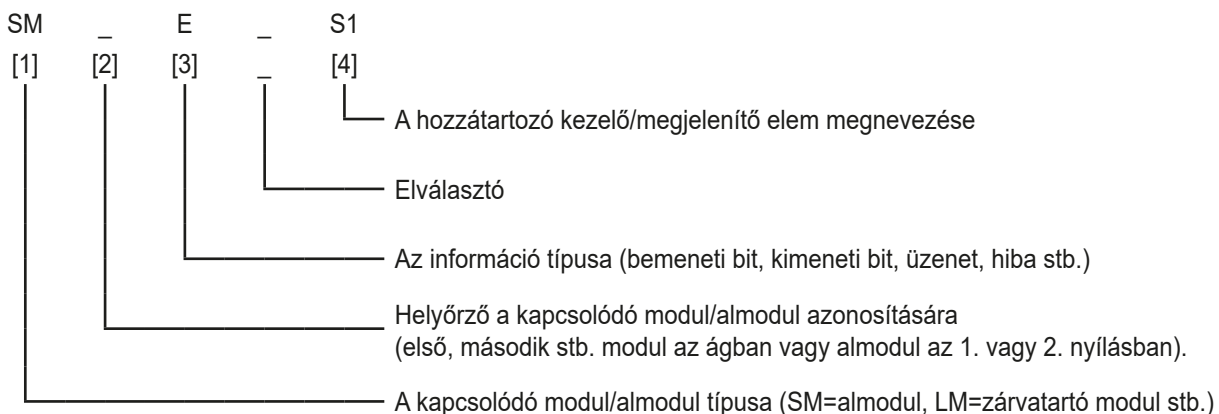 SM _ E _ S1
[1] [2] [3] _ [4]
A hozzátartozó kezelő/megjelenítő elem megnevezése
Elválasztó
Az információ típusa (bemeneti bit, kimeneti bit, üzenet, hiba stb.)
Helyőrző a kapcsolódó modul/almodul azonosítására
(első, második stb. modul az ágban vagy almodul az 1. vagy 2. nyílásban).
A kapcsolódó modul/almodul típusa (SM=almodul, LM=zárvatartó modul stb.)